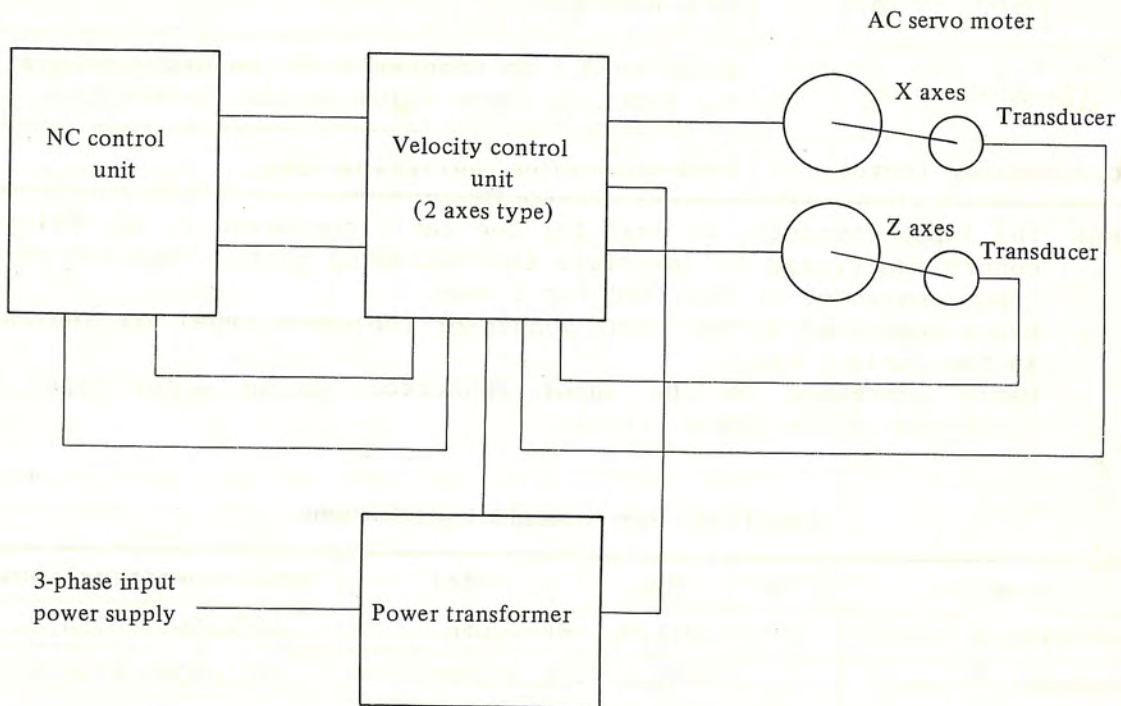 AC servo moter
X axes
Transducer
NC control
unit
Velocity control
unit
(2 axes type)
Z axes
Transducer
3-phase input
power supply
Power transformer